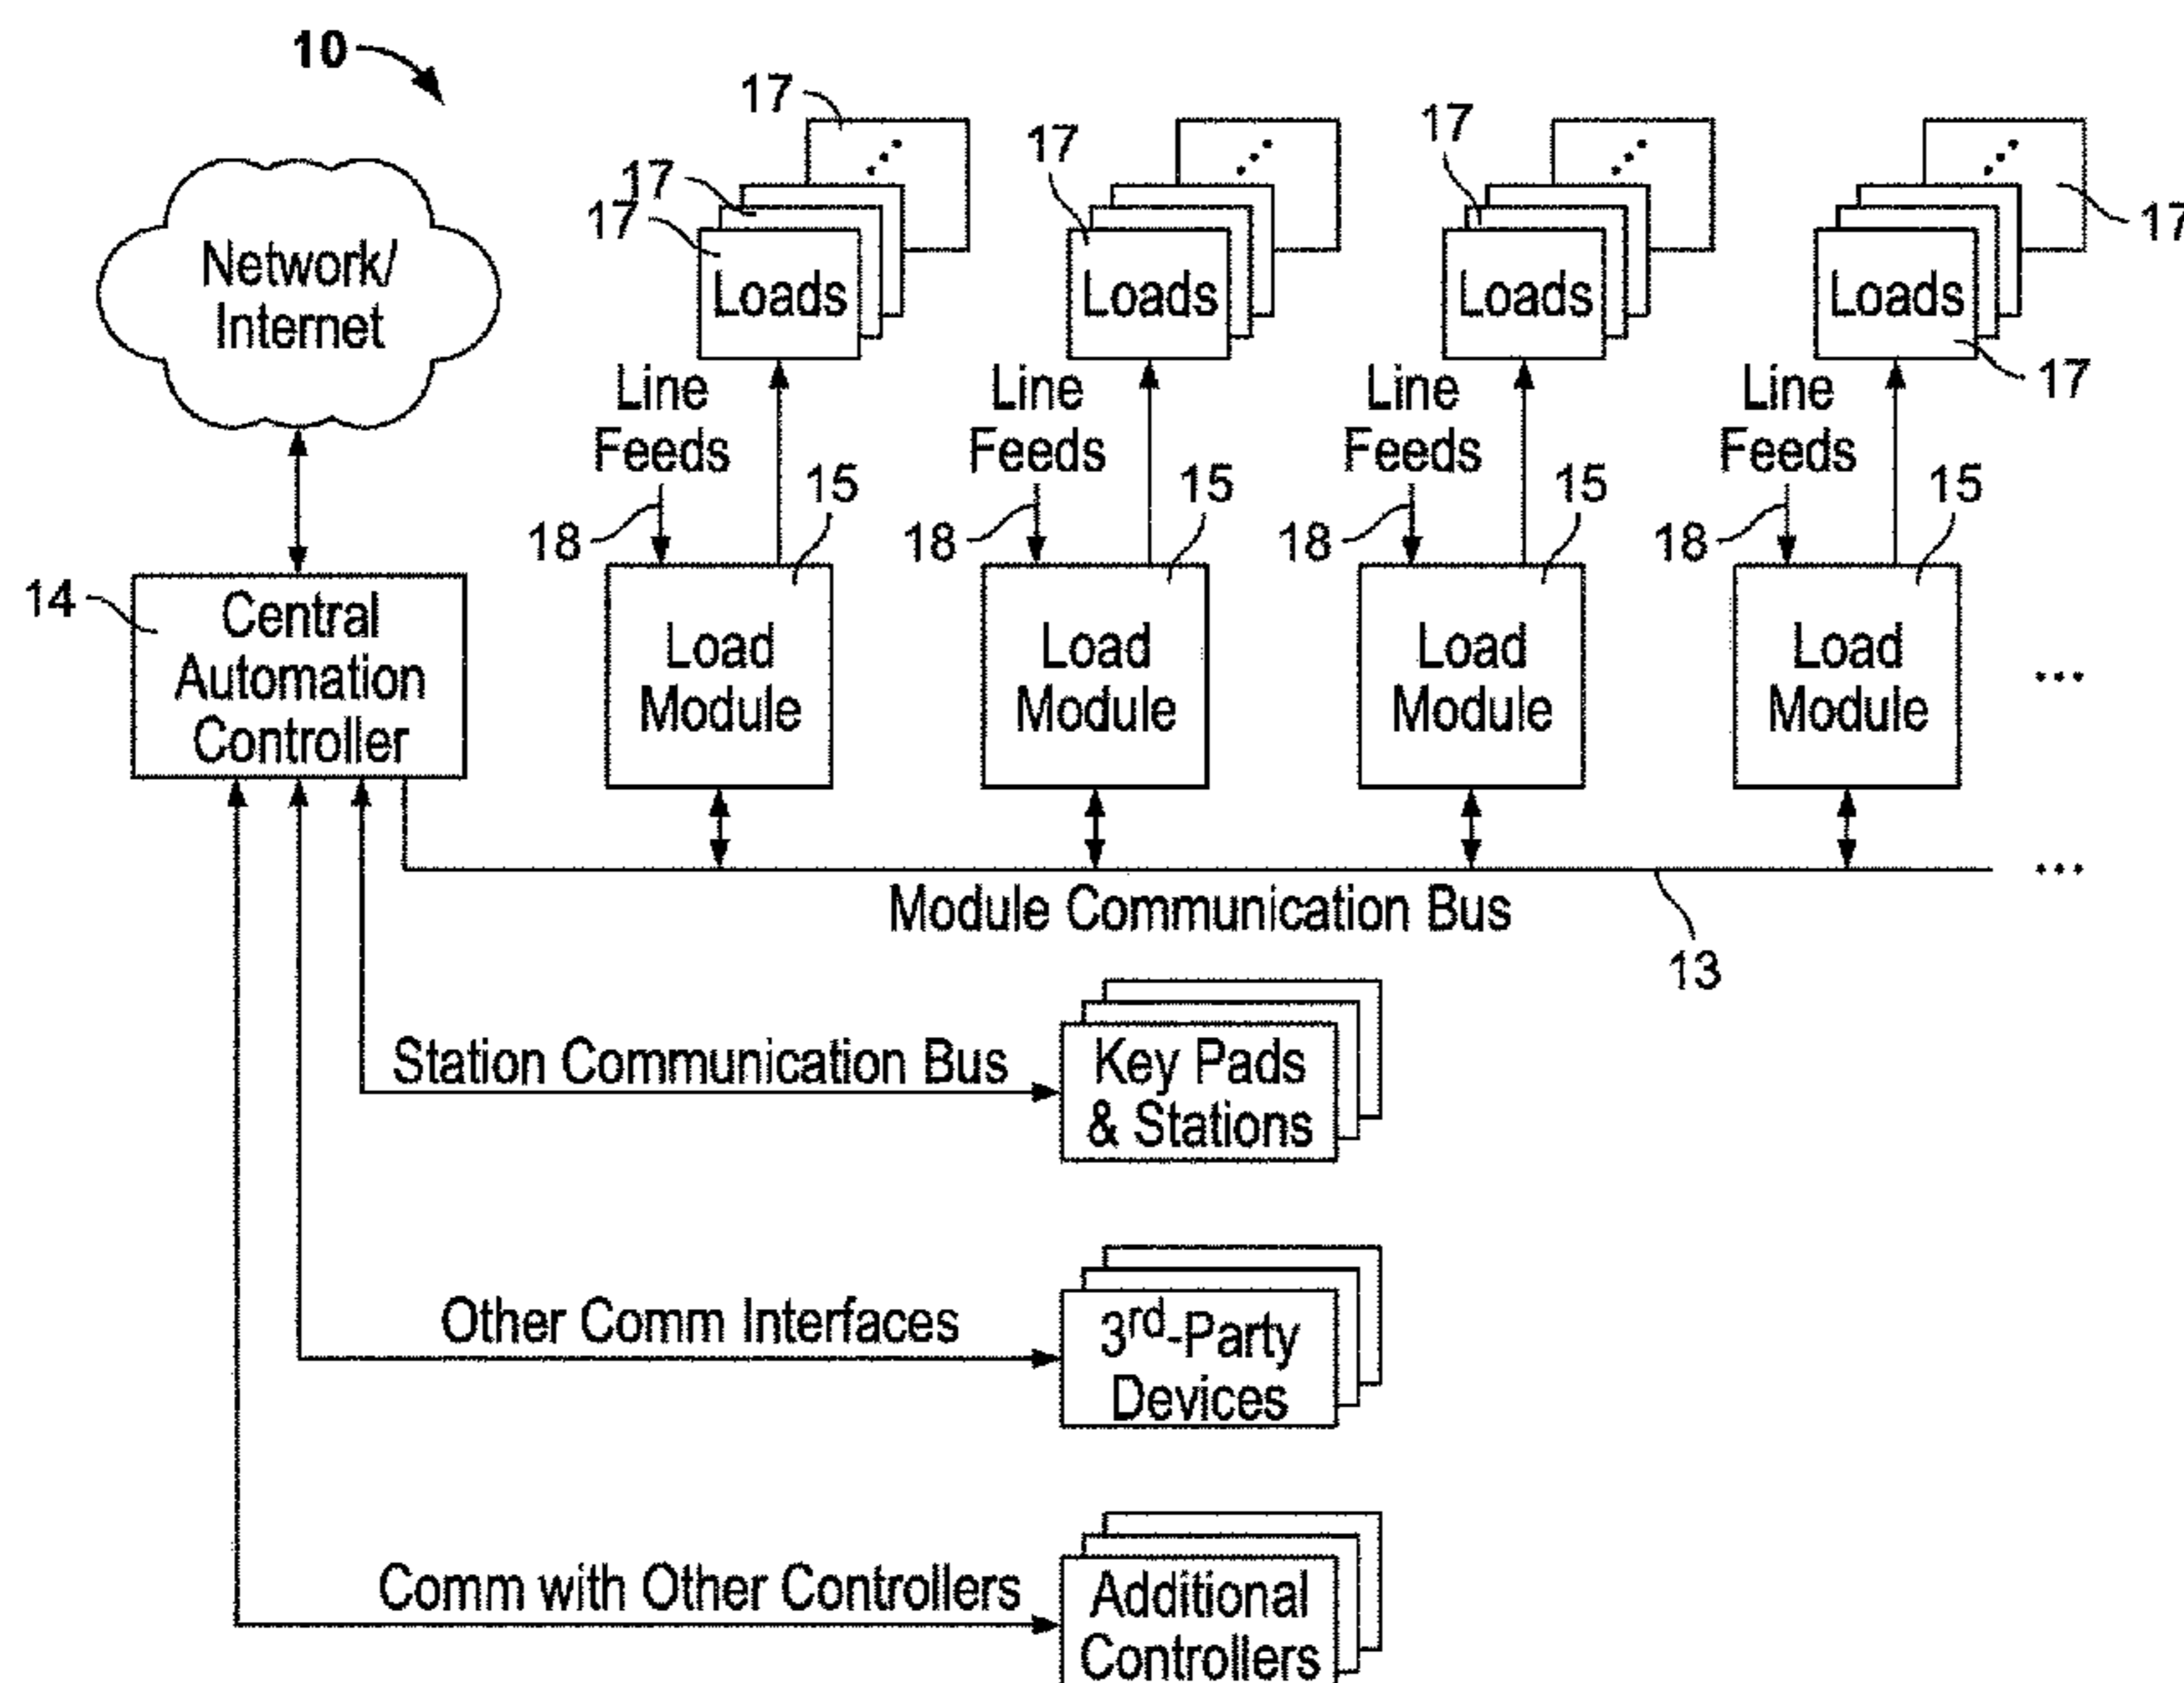 10
17
17
17
17
17
17
Network/
Internet
Loads
Loads
Loads
Loads
17
Line
Feeds
Line
Feeds
Line
Feeds
Line
Feeds
18
15
18
15
18
15
18
15
14
Central
Automation
Controller
Load
Module
Load
Module
Load
Module
Load
Module
...
...
Module Communication Bus
13
Station Communication Bus
Key Pads
& Stations
Other Comm Interfaces
3rd-Party
Devices
Comm with Other Controllers
Additional
Controllers